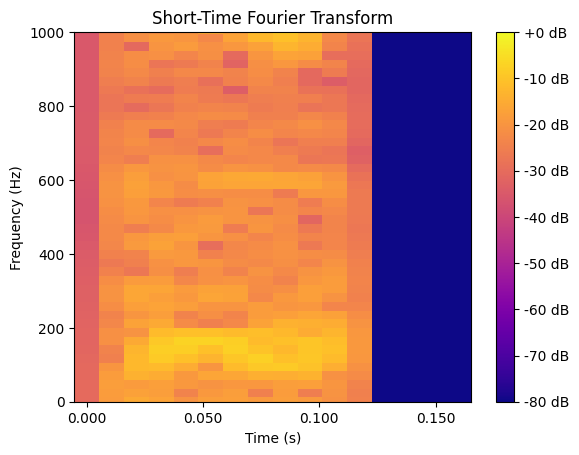 Short-Time Fourier Transform
1000
800
600
400
200
0
Frequency (Hz)
0.000
0.050
0.100
0.150
Time (s)
+0 dB
-10 dB
-20 dB
-30 dB
-40 dB
-50 dB
-60 dB
-70 dB
-80 dB